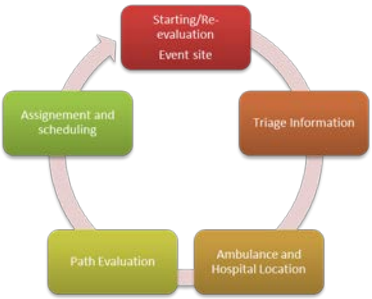 Starting/Re-
evaluation
Event site
Triage Information
Ambulance and
Hospital Location
Path Evaluation
Assignement and
scheduling